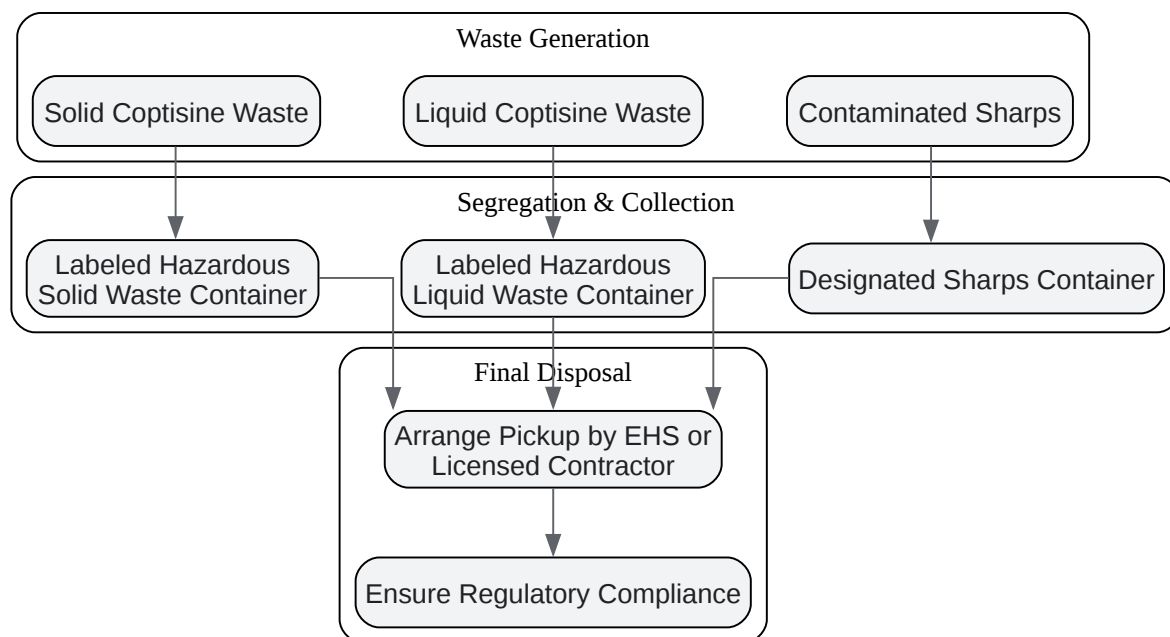 Waste Generation
Solid Coptisine Waste
Liquid Coptisine Waste
Contaminated Sharps
Segregation & Collection
Labeled Hazardous
Solid Waste Container
Labeled Hazardous
Liquid Waste Container
Designated Sharps Container
Final Disposal
Arrange Pickup by EHS or
Licensed Contractor
Ensure Regulatory Compliance